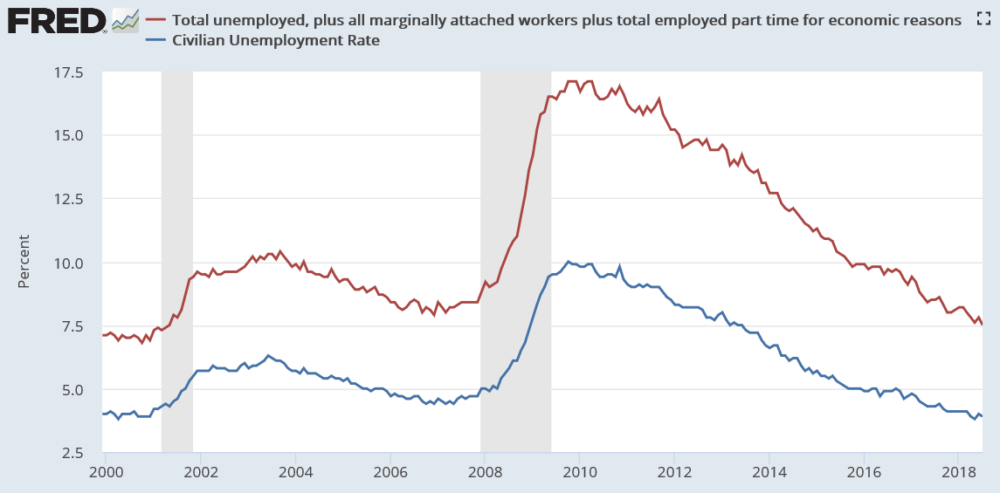 FRED
Total unemployed, plus all marginally attached workers plus total employed part time for economic reasons
Civilian Unemployment Rate
17.5
15.0
12.5
10.0
7.5
5.0
2.5
Percent
2000 2002 2004 2006 2008 2010 2012 2014 2016 2018